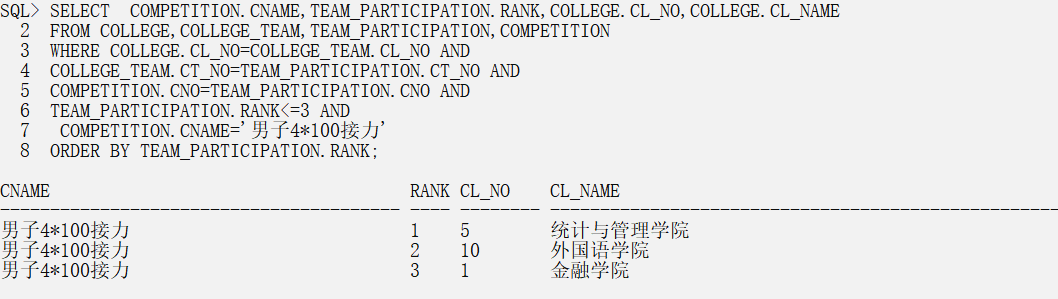 SQL> SELECT  COMPETITION.CNAME,TEAM_PARTICIPATION.RANK,COLLEGE.CL_NO,COLLEGE.CL_NAME
  2  FROM COLLEGE,COLLEGE_TEAM,TEAM_PARTICIPATION,COMPETITION
  3  WHERE COLLEGE.CL_NO=COLLEGE_TEAM.CL_NO AND
  4  COLLEGE_TEAM.CT_NO=TEAM_PARTICIPATION.CT_NO AND
  5  COMPETITION.CNO=TEAM_PARTICIPATION.CNO AND
  6  TEAM_PARTICIPATION.RANK<=3 AND
  7   COMPETITION.CNAME='男子4*100接力'
  8  ORDER BY TEAM_PARTICIPATION.RANK;
CNAME                                    RANK CL_NO    CL_NAME
---------------------------------------- ---- -------- ---------------------------------------------------
男子4*100接力                            1    5        统计与管理学院
男子4*100接力                            2    10       外国语学院
男子4*100接力                            3    1        金融学院